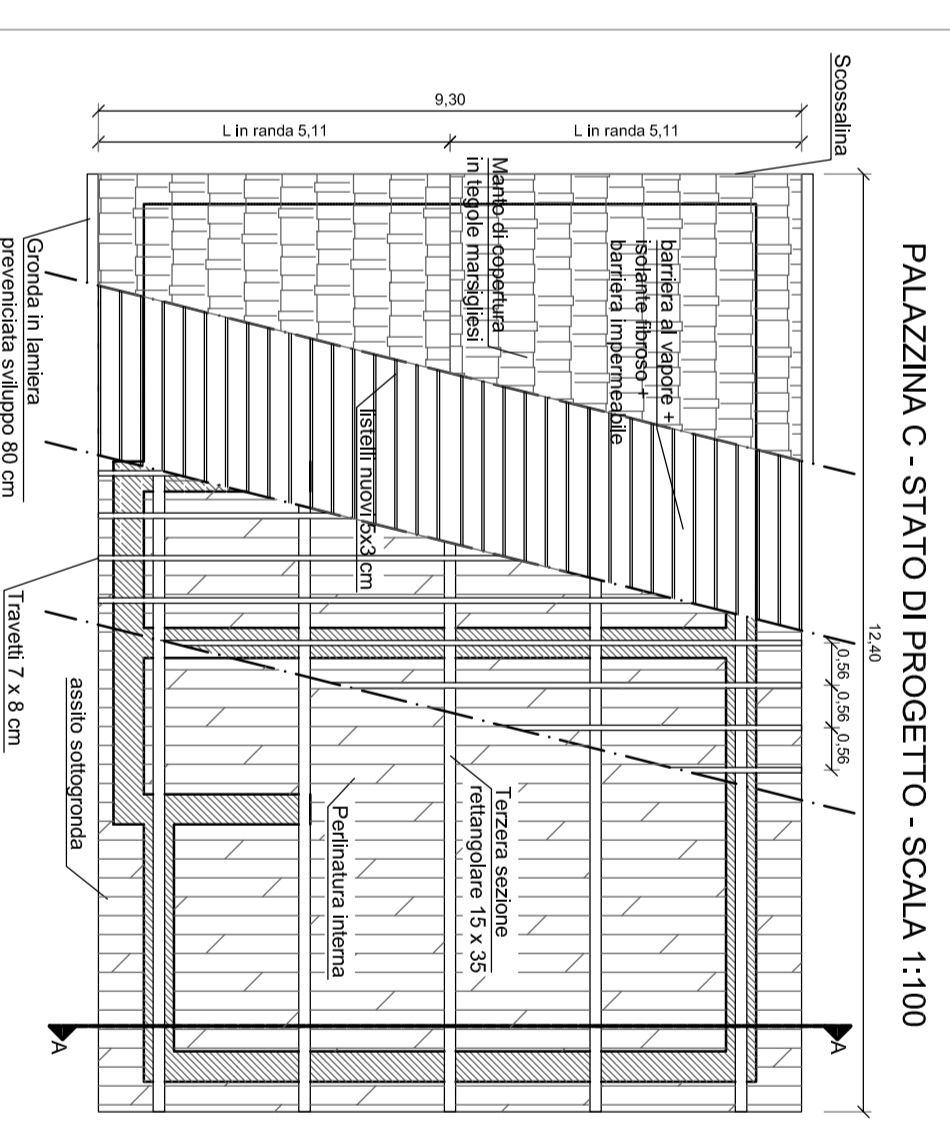 PALAZZINA C - STATO DI PROGETTO - SCALA 1:100
12,40
0,56
0,56
0,56
Scossalina
9,30
L in randa 5,11
L in randa 5,11
Manto di copertura
in tegole marsigliesi
barriera al vapore +
isolante fibroso +
barriera impermeabile
listelli nuovi 5x3 cm
Gronda in lamiera
preveniciata sviluppo 80 cm
Travetti 7 x 8 cm
assito sottogronda
Terzera sezione
rettangolare 15 x 35
Perlinatura interna
A
A